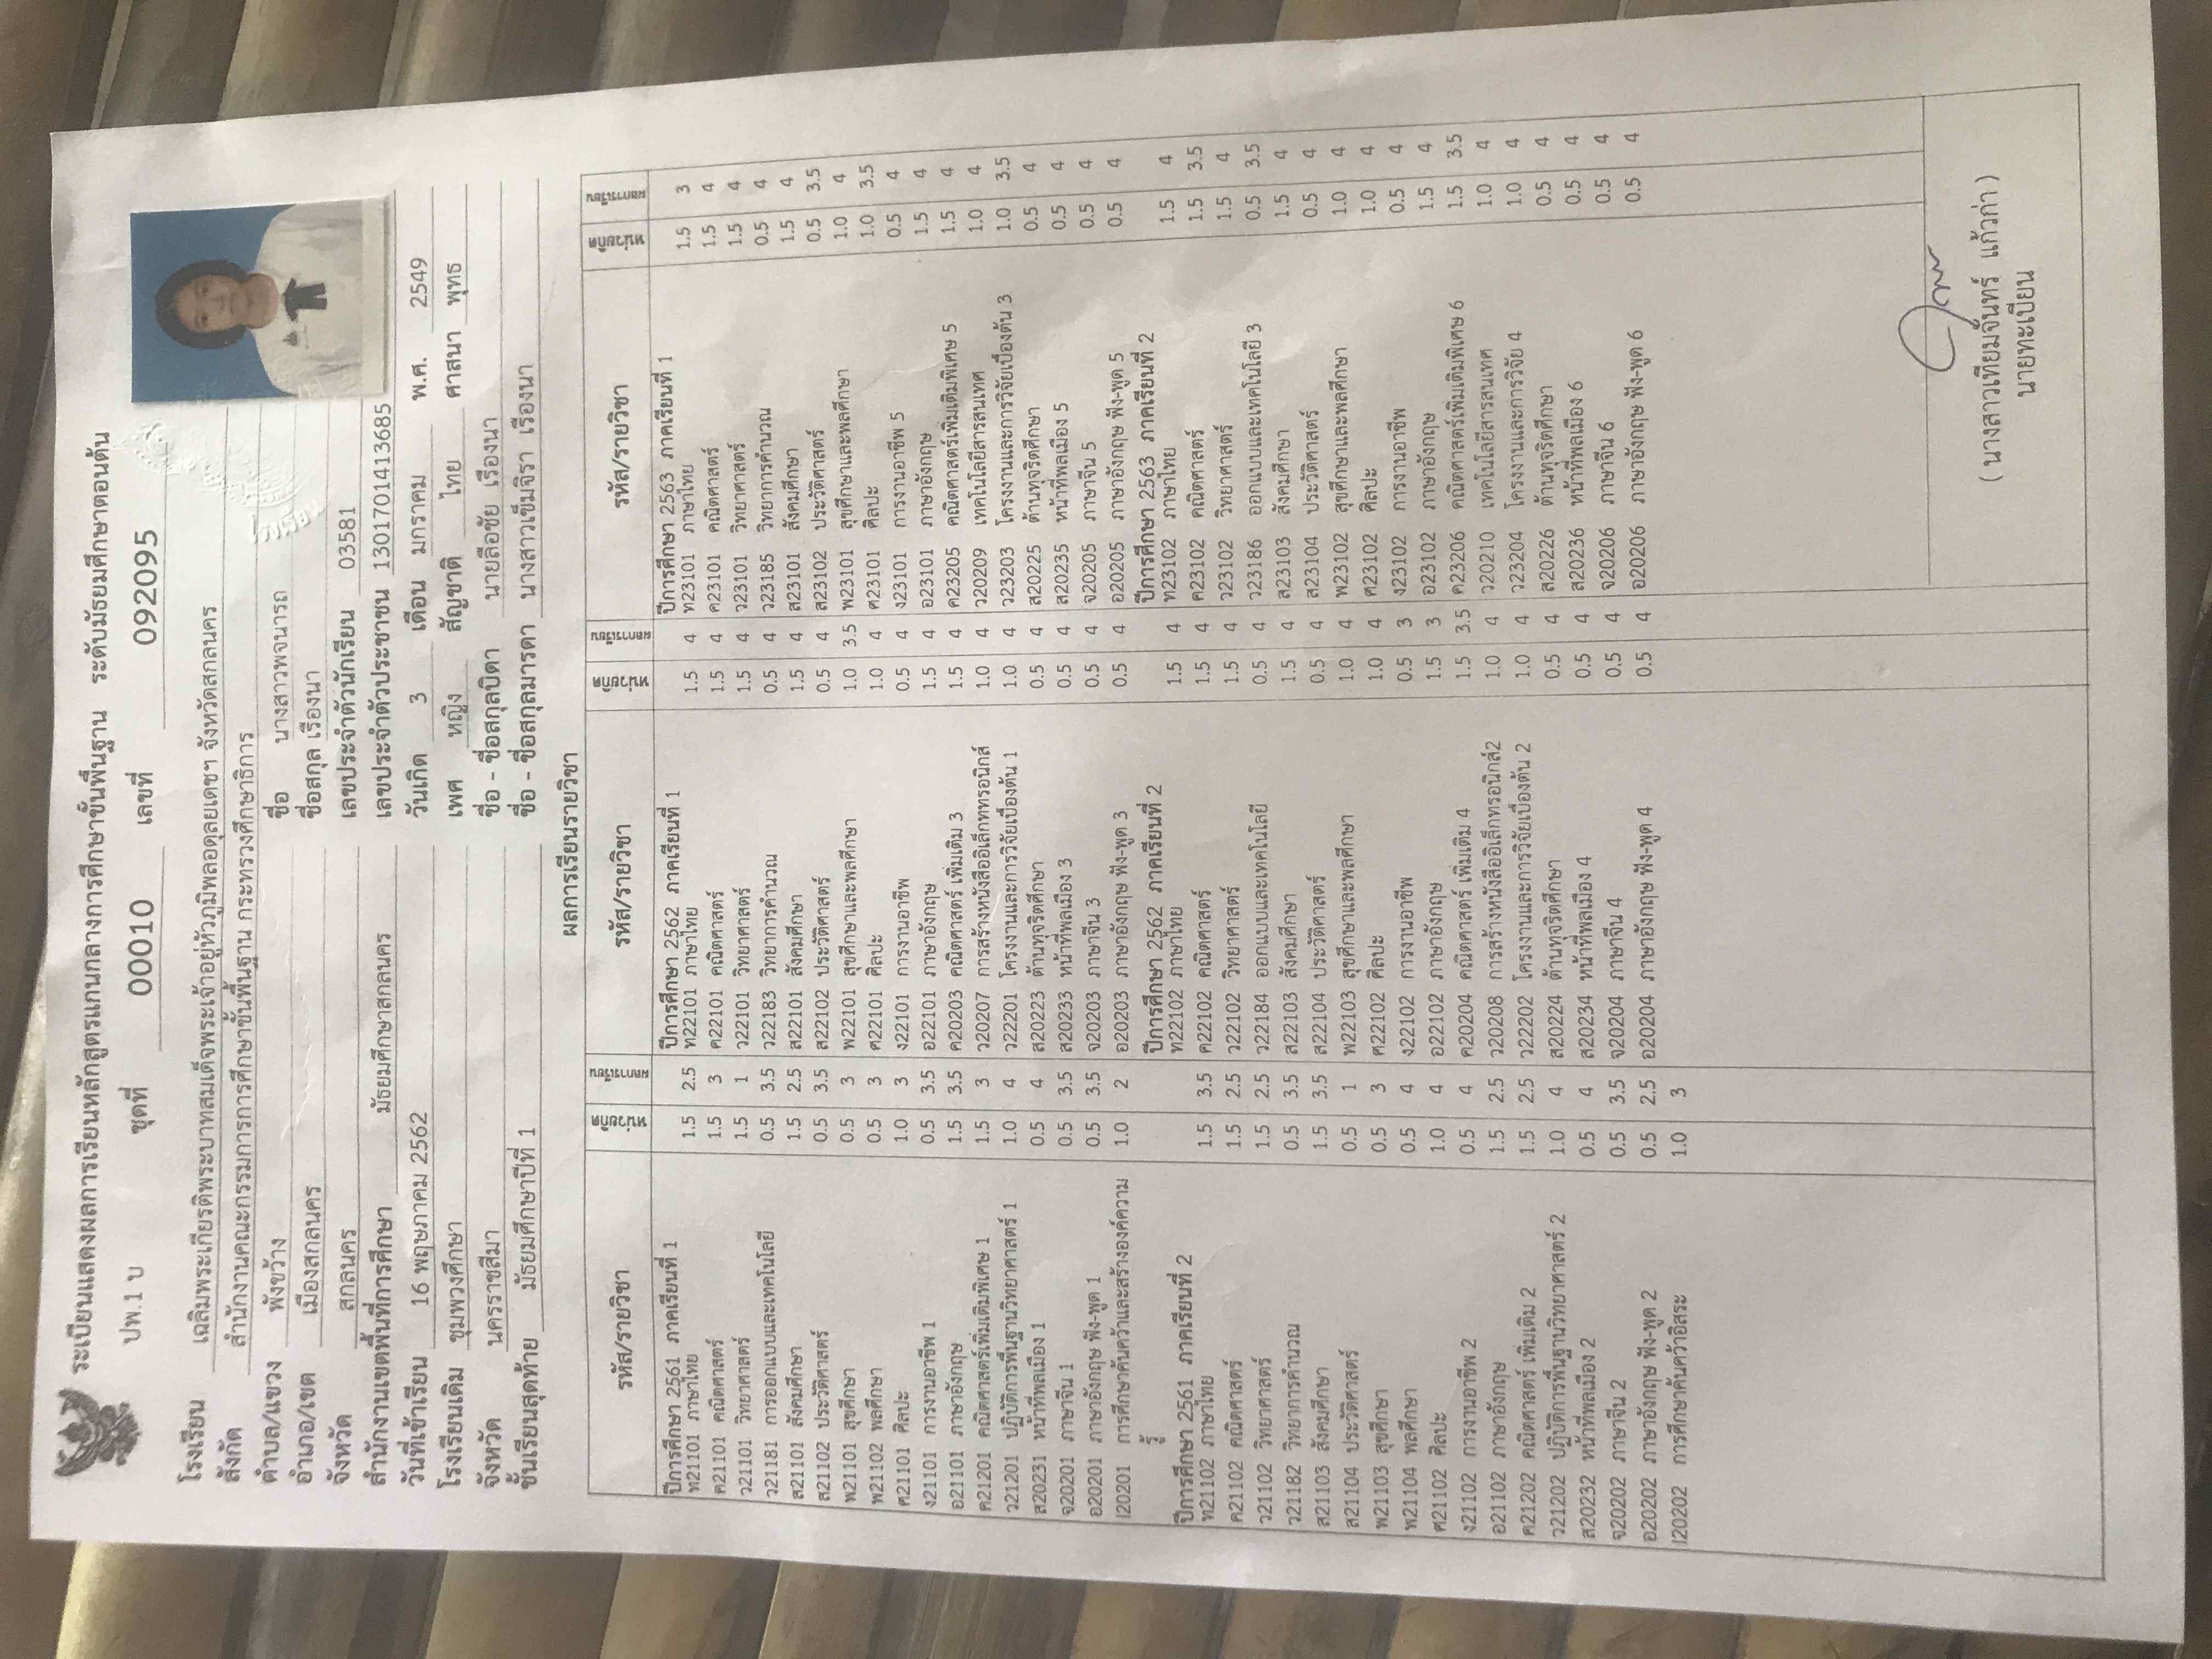 ระเบียนแสดงผลการเรียนหลักสูตรแกนกลางการศึกษาขั้นพื้นฐาน ระดับมัธยมศึกษาตอนต้น
ปพ.1 บ ชุดที่ 00010 เลขที่ 092095
โรงเรียน เฉลิมพระเกียรติพระบาทสมเด็จพระเจ้าอยู่หัวภูมิพลอดุลยเดชฯ จังหวัดสกลนคร
สังกัด สำนักงานคณะกรรมการการศึกษาขั้นพื้นฐาน กระทรวงศึกษาธิการ
ตำบล/แขวง พังขว้าง
อำเภอ/เขต เมืองสกลนคร
จังหวัด สกลนคร
สำนักงานเขตพื้นที่การศึกษา มัธยมศึกษาสกลนคร
วันที่เข้าเรียน 16 พฤษภาคม 2562
โรงเรียนเดิม ชุมพวงศึกษา
จังหวัด นครราชสีมา
ชั้นเรียนสุดท้าย มัธยมศึกษาปีที่ 1
ชื่อ นางสาวพจนารถ
ชื่อสกุล เรืองนา
เลขประจำตัวนักเรียน 03581
เลขประจำตัวประชาชน 1301701413685
วันเกิด 3 เดือน มกราคม พ.ศ. 2549
เพศ หญิง สัญชาติ ไทย ศาสนา พุทธ
ชื่อ - ชื่อสกุลบิดา นายลือชัย เรืองนา
ชื่อ - ชื่อสกุลมารดา นางสาวเข็มจิรา เรืองนา
ผลการเรียนรายวิชา
รหัส/รายวิชา หน่วยกิต ผลการเรียน
ปีการศึกษา 2561 ภาคเรียนที่ 1
ท21101 ภาษาไทย 1.5 2.5
ค21101 คณิตศาสตร์ 1.5 3
ว21101 วิทยาศาสตร์ 1.5 1
ว21181 การออกแบบและเทคโนโลยี 0.5 3.5
ส21101 สังคมศึกษา 1.5 2.5
ส21102 ประวัติศาสตร์ 0.5 3.5
พ21101 สุขศึกษา 0.5 3
พ21102 พลศึกษา 0.5 3
ศ21101 ศิลปะ 1.0 3
ง21101 การงานอาชีพ 1 0.5 3.5
อ21101 ภาษาอังกฤษ 1.5 3.5
ค21201 คณิตศาสตร์เพิ่มเติมพิเศษ 1 1.5 3
ว21201 ปฏิบัติการพื้นฐานวิทยาศาสตร์ 1 1.0 4
ส20231 หน้าที่พลเมือง 1 0.5 4
จ20201 ภาษาจีน 1 0.5 3.5
อ20201 ภาษาอังกฤษ ฟัง-พูด 1 0.5 3.5
I20201 การศึกษาค้นคว้าและสร้างองค์ความ 1.0 2
รู้
ปีการศึกษา 2561 ภาคเรียนที่ 2
ท21102 ภาษาไทย 1.5 3.5
ค21102 คณิตศาสตร์ 1.5 2.5
ว21102 วิทยาศาสตร์ 1.5 2.5
ว21182 วิทยาการคำนวณ 0.5 3.5
ส21103 สังคมศึกษา 1.5 3.5
ส21104 ประวัติศาสตร์ 0.5 1
พ21103 สุขศึกษา 0.5 3
พ21104 พลศึกษา 0.5 4
ศ21102 ศิลปะ 1.0 4
ง21102 การงานอาชีพ 2 0.5 4
อ21102 ภาษาอังกฤษ 1.5 2.5
ค21202 คณิตศาสตร์ เพิ่มเติม 2 1.5 2.5
ว21202 ปฏิบัติการพื้นฐานวิทยาศาสตร์ 2 1.0 4
ส20232 หน้าที่พลเมือง 2 0.5 4
จ20202 ภาษาจีน 2 0.5 3.5
อ20202 ภาษาอังกฤษ ฟัง-พูด 2 0.5 2.5
I20202 การศึกษาค้นคว้าอิสระ 1.0 3
รหัส/รายวิชา หน่วยกิต ผลการเรียน
ปีการศึกษา 2562 ภาคเรียนที่ 1
ท22101 ภาษาไทย 1.5 4
ค22101 คณิตศาสตร์ 1.5 4
ว22101 วิทยาศาสตร์ 1.5 4
ว22183 วิทยาการคำนวณ 0.5 4
ส22101 สังคมศึกษา 1.5 4
ส22102 ประวัติศาสตร์ 0.5 4
พ22101 สุขศึกษาและพลศึกษา 1.0 3.5
ศ22101 ศิลปะ 1.0 4
ง22101 การงานอาชีพ 0.5 4
อ22101 ภาษาอังกฤษ 1.5 4
ค20203 คณิตศาสตร์ เพิ่มเติม 3 1.5 4
ว20207 การสร้างหนังสืออิเล็กทรอนิกส์ 1.0 4
ว22201 โครงงานและการวิจัยเบื้องต้น 1 1.0 4
ส20223 ต้านทุจริตศึกษา 0.5 4
ส20233 หน้าที่พลเมือง 3 0.5 4
จ20203 ภาษาจีน 3 0.5 4
อ20203 ภาษาอังกฤษ ฟัง-พูด 3 0.5 4
ปีการศึกษา 2562 ภาคเรียนที่ 2
ท22102 ภาษาไทย 1.5 4
ค22102 คณิตศาสตร์ 1.5 4
ว22102 วิทยาศาสตร์ 1.5 4
ว22184 ออกแบบและเทคโนโลยี 0.5 4
ส22103 สังคมศึกษา 1.5 4
ส22104 ประวัติศาสตร์ 0.5 4
พ22103 สุขศึกษาและพลศึกษา 1.0 4
ศ22102 ศิลปะ 1.0 4
ง22102 การงานอาชีพ 0.5 3
อ22102 ภาษาอังกฤษ 1.5 3
ค20204 คณิตศาสตร์ เพิ่มเติม 4 1.5 3.5
ว20208 การสร้างหนังสืออิเล็กทรอนิกส์2 1.0 4
ว22202 โครงงานและการวิจัยเบื้องต้น 2 1.0 4
ส20224 ต้านทุจริตศึกษา 0.5 4
ส20234 หน้าที่พลเมือง 4 0.5 4
จ20204 ภาษาจีน 4 0.5 4
อ20204 ภาษาอังกฤษ ฟัง-พูด 4 0.5 4
รหัส/รายวิชา หน่วยกิต ผลการเรียน
ปีการศึกษา 2563 ภาคเรียนที่ 1
ท23101 ภาษาไทย 1.5 3
ค23101 คณิตศาสตร์ 1.5 4
ว23101 วิทยาศาสตร์ 1.5 4
ว23185 วิทยาการคำนวณ 0.5 4
ส23101 สังคมศึกษา 1.5 4
ส23102 ประวัติศาสตร์ 0.5 3.5
พ23101 สุขศึกษาและพลศึกษา 1.0 4
ศ23101 ศิลปะ 1.0 3.5
ง23101 การงานอาชีพ 5 0.5 4
อ23101 ภาษาอังกฤษ 1.5 4
ค23205 คณิตศาสตร์เพิ่มเติมพิเศษ 5 1.5 4
ว20209 เทคโนโลยีสารสนเทศ 1.0 4
ว23203 โครงงานและการวิจัยเบื้องต้น 3 1.0 3.5
ส20225 ต้านทุจริตศึกษา 0.5 4
ส20235 หน้าที่พลเมือง 5 0.5 4
จ20205 ภาษาจีน 5 0.5 4
อ20205 ภาษาอังกฤษ ฟัง-พูด 5 0.5 4
ปีการศึกษา 2563 ภาคเรียนที่ 2
ท23102 ภาษาไทย 1.5 4
ค23102 คณิตศาสตร์ 1.5 3.5
ว23102 วิทยาศาสตร์ 1.5 4
ว23186 ออกแบบและเทคโนโลยี 3 0.5 3.5
ส23103 สังคมศึกษา 1.5 4
ส23104 ประวัติศาสตร์ 0.5 4
พ23102 สุขศึกษาและพลศึกษา 1.0 4
ศ23102 ศิลปะ 1.0 4
ง23102 การงานอาชีพ 0.5 4
อ23102 ภาษาอังกฤษ 1.5 4
ค23206 คณิตศาสตร์เพิ่มเติมพิเศษ 6 1.5 3.5
ว20210 เทคโนโลยีสารสนเทศ 1.0 4
ว23204 โครงงานและการวิจัย 4 1.0 4
ส20226 ต้านทุจริตศึกษา 0.5 4
ส20236 หน้าที่พลเมือง 6 0.5 4
จ20206 ภาษาจีน 6 0.5 4
อ20206 ภาษาอังกฤษ ฟัง-พูด 6 0.5 4
( นางสาวเทียมจันทร์ แก้วก่า )
นายทะเบียน